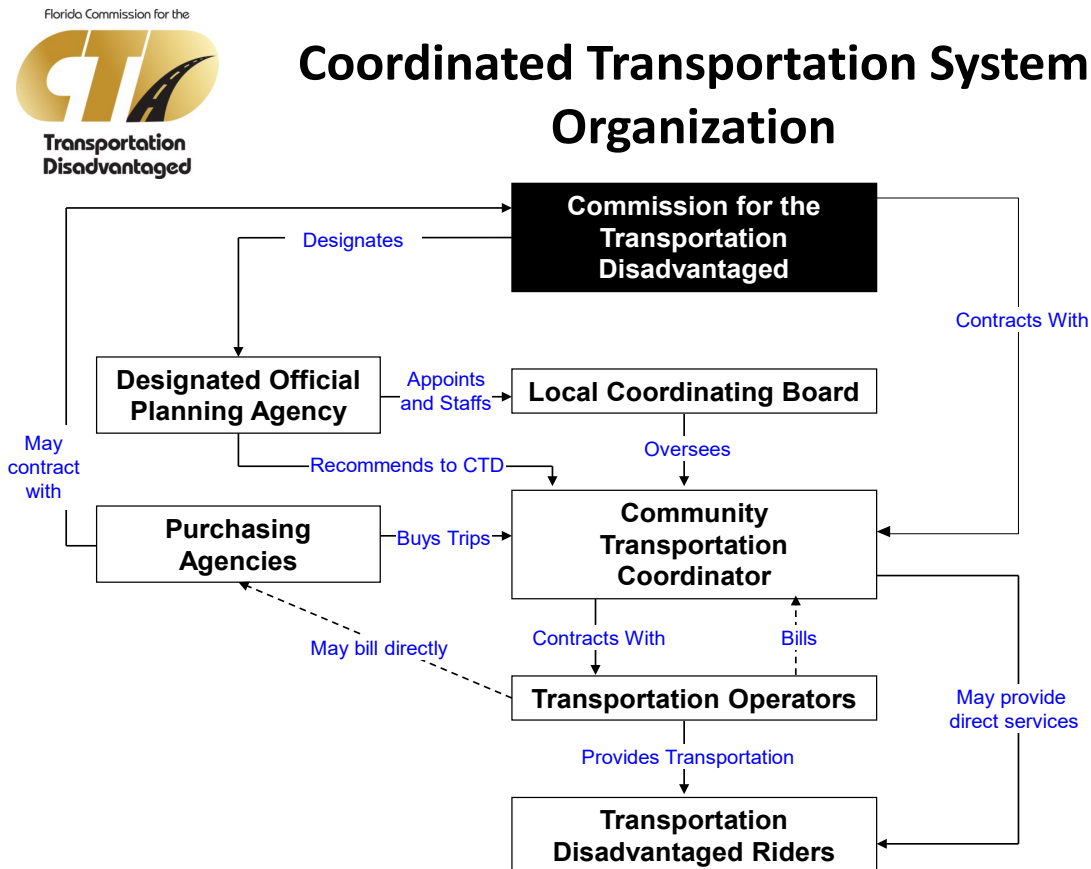 Florida Commission for the
CTD
Transportation
Disadvantaged
Coordinated Transportation System
Organization
Commission for the
Transportation
Disadvantaged
Designates
Contracts With
Designated Official
Planning Agency
Appoints
and Staffs
Local Coordinating Board
May
contract
with
Recommends to CTD
Oversees
Purchasing
Agencies
Buys Trips
Community
Transportation
Coordinator
May bill directly
Contracts With
Bills
Transportation Operators
May provide
direct services
Provides Transportation
Transportation
Disadvantaged Riders